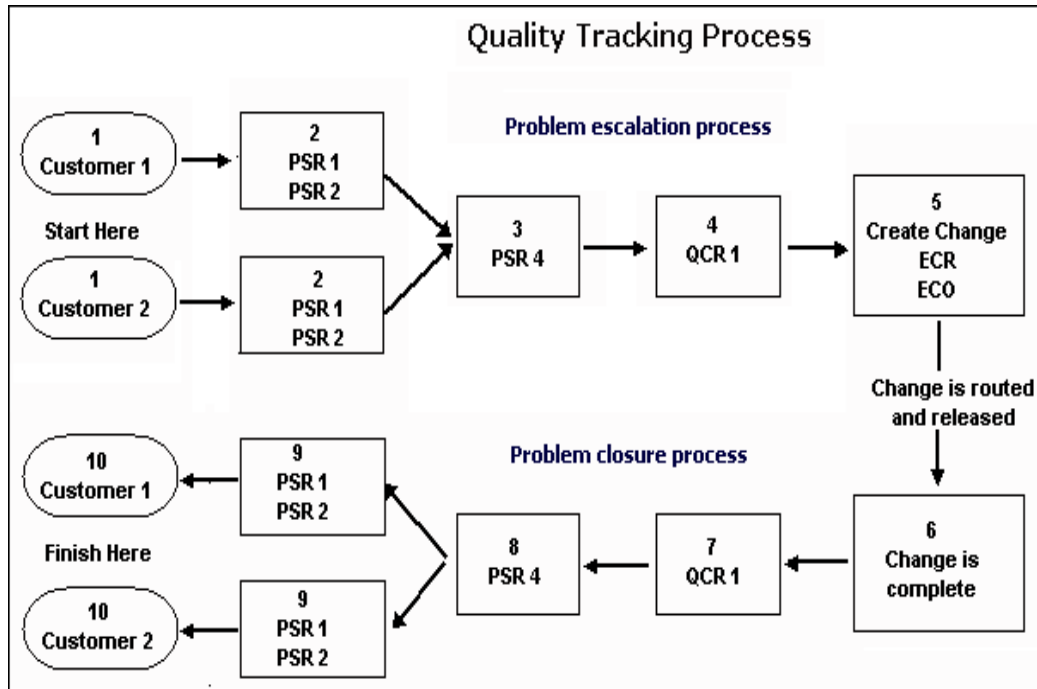 Quality Tracking Process
Problem escalation process
1
Customer 1
2
PSR 1
PSR 2
Start Here
1
Customer 2
2
PSR 1
PSR 2
3
PSR 4
4
QCR 1
5
Create Change
ECR
ECO
Change is routed
and released
Problem closure process
6
Change is
complete
7
QCR 1
8
PSR 4
9
PSR 1
PSR 2
10
Customer 1
Finish Here
9
PSR 1
PSR 2
10
Customer 2